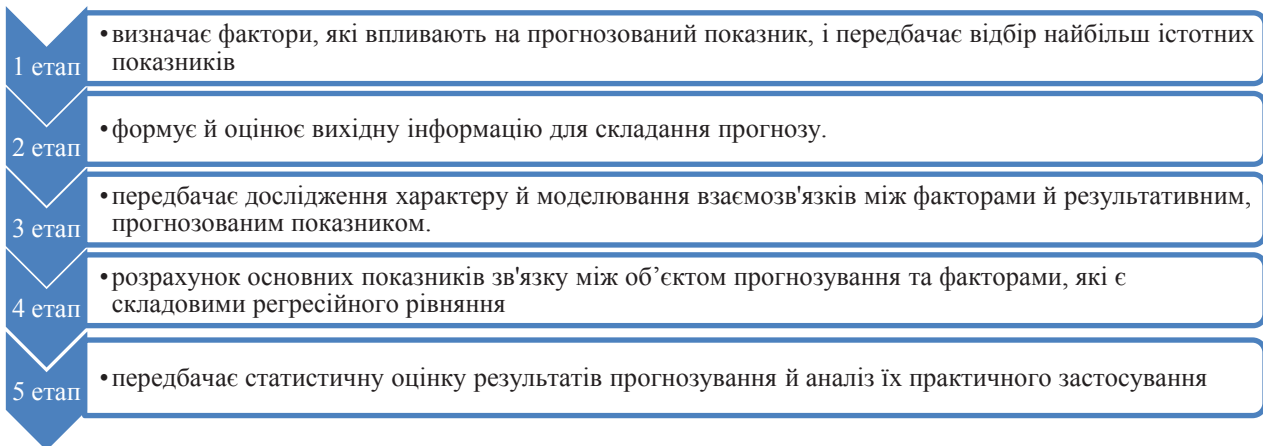 1 етап
•визначає фактори, які впливають на прогнозований показник, і передбачає відбір найбільш істотних
показників
2 етап
•формує й оцінює вихідну інформацію для складання прогнозу.
3 етап
•передбачає дослідження характеру й моделювання взаємозв'язків між факторами й результативним,
прогнозованим показником.
4 етап
•розрахунок основних показників зв'язку між об’єктом прогнозування та факторами, які є
складовими регресійного рівняння
5 етап
•передбачає статистичну оцінку результатів прогнозування й аналіз їх практичного застосування